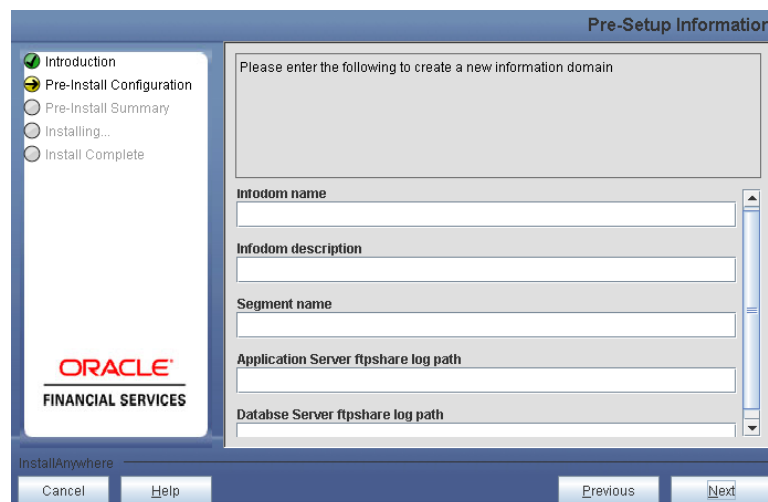 Pre-Setup Information
Introduction
Pre-Install Configuration
Pre-Install Summary
Installing...
Install Complete
ORACLE
FINANCIAL SERVICES
Please enter the following to create a new information domain
Infodom name
Infodom description
Segment name
Application Server ftpshare log path
Databse Server ftpshare log path
InstallAnywhere
Cancel
Help
Previous
Next